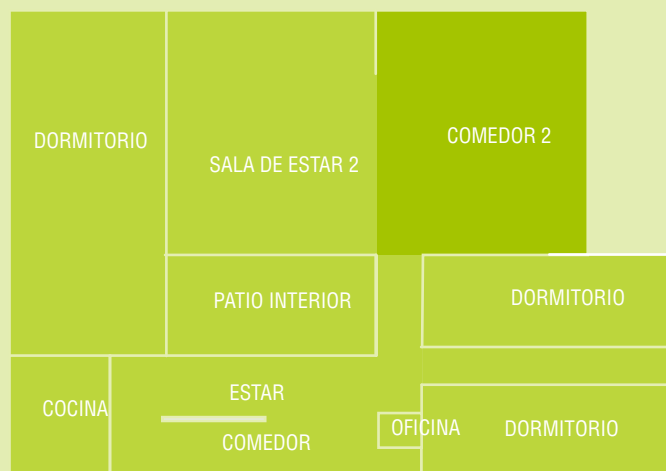 DORMITORIO
SALA DE ESTAR 2
COMEDOR 2
PATIO INTERIOR
DORMITORIO
COCINA
ESTAR
COMEDOR
OFICINA
DORMITORIO